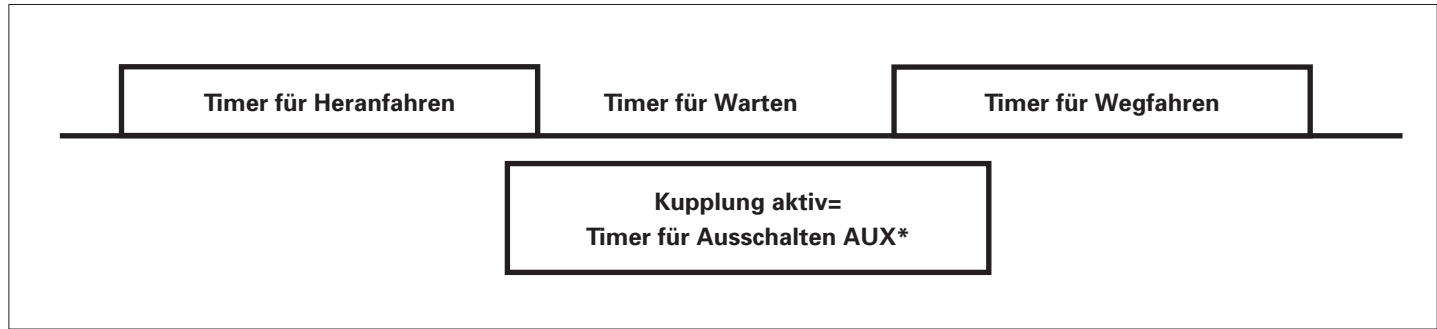 Timer für Heranfahren
Timer für Warten
Timer für Wegfahren
Kupplung aktiv=
Timer für Ausschalten AUX*